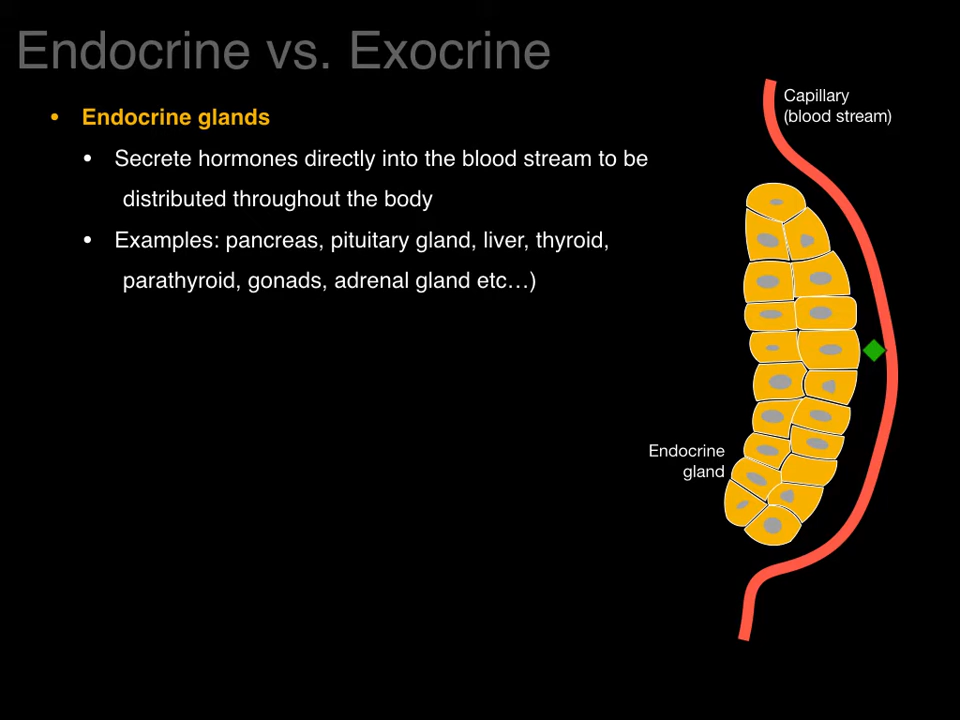 Endocrine vs. Exocrine
• Endocrine glands
• Secrete hormones directly into the blood stream to be
distributed throughout the body
• Examples: pancreas, pituitary gland, liver, thyroid,
parathyroid, gonads, adrenal gland etc…)
Capillary
(blood stream)
Endocrine
gland